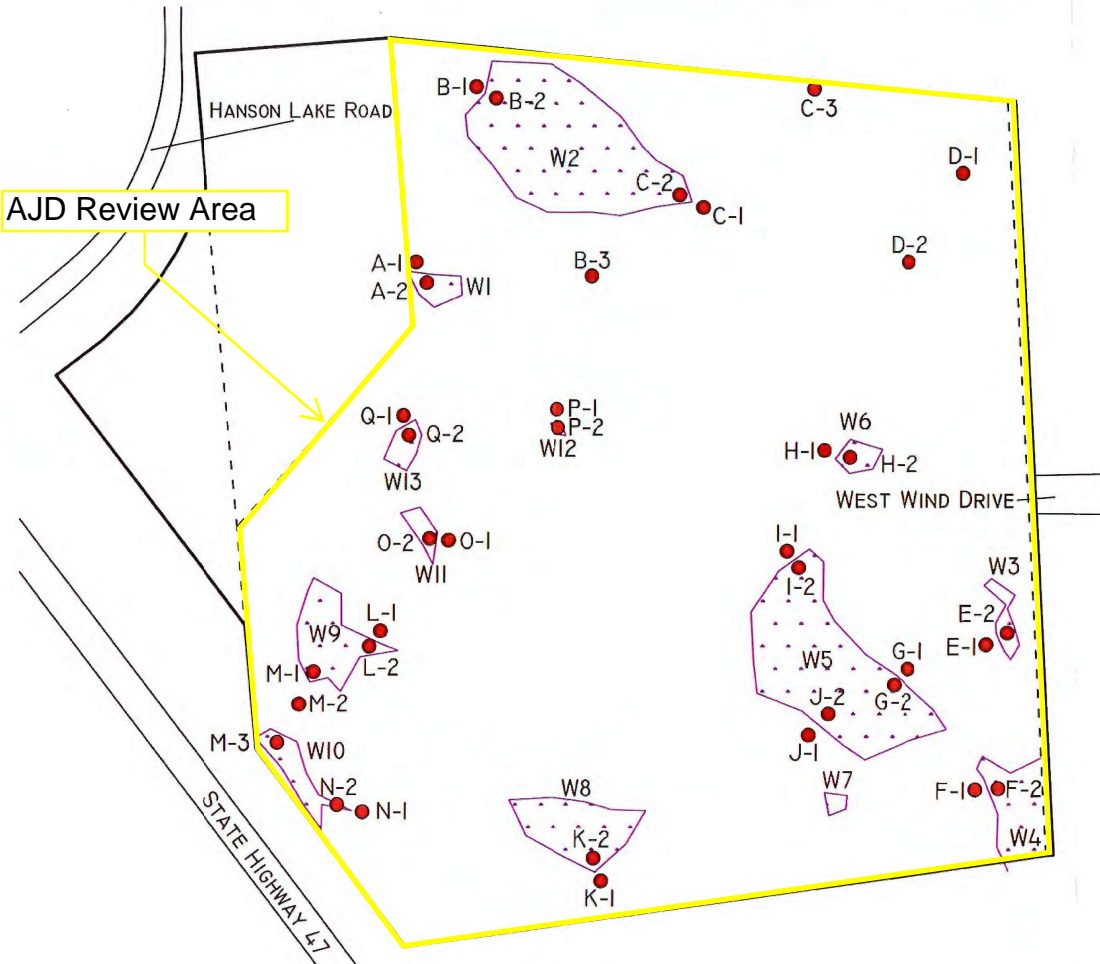 B-1
B-2
C-3
HANSON LAKE ROAD
W2
D-1
C-2
C-1
AJD Review Area
D-2
A-1
B-3
A-2
W1
Q-1
P-1
P-2
Q-2
W12
W6
H-1
H-2
W13
WEST WIND DRIVE
O-2
O-1
I-1
W11
I-2
W3
E-2
L-1
W9
E-1
L-2
G-1
W5
M-1
G-2
M-2
J-2
M-3
W10
J-1
W7
N-2
W8
F-1
F-2
N-1
STATE HIGHWAY 47
K-2
W4
K-1